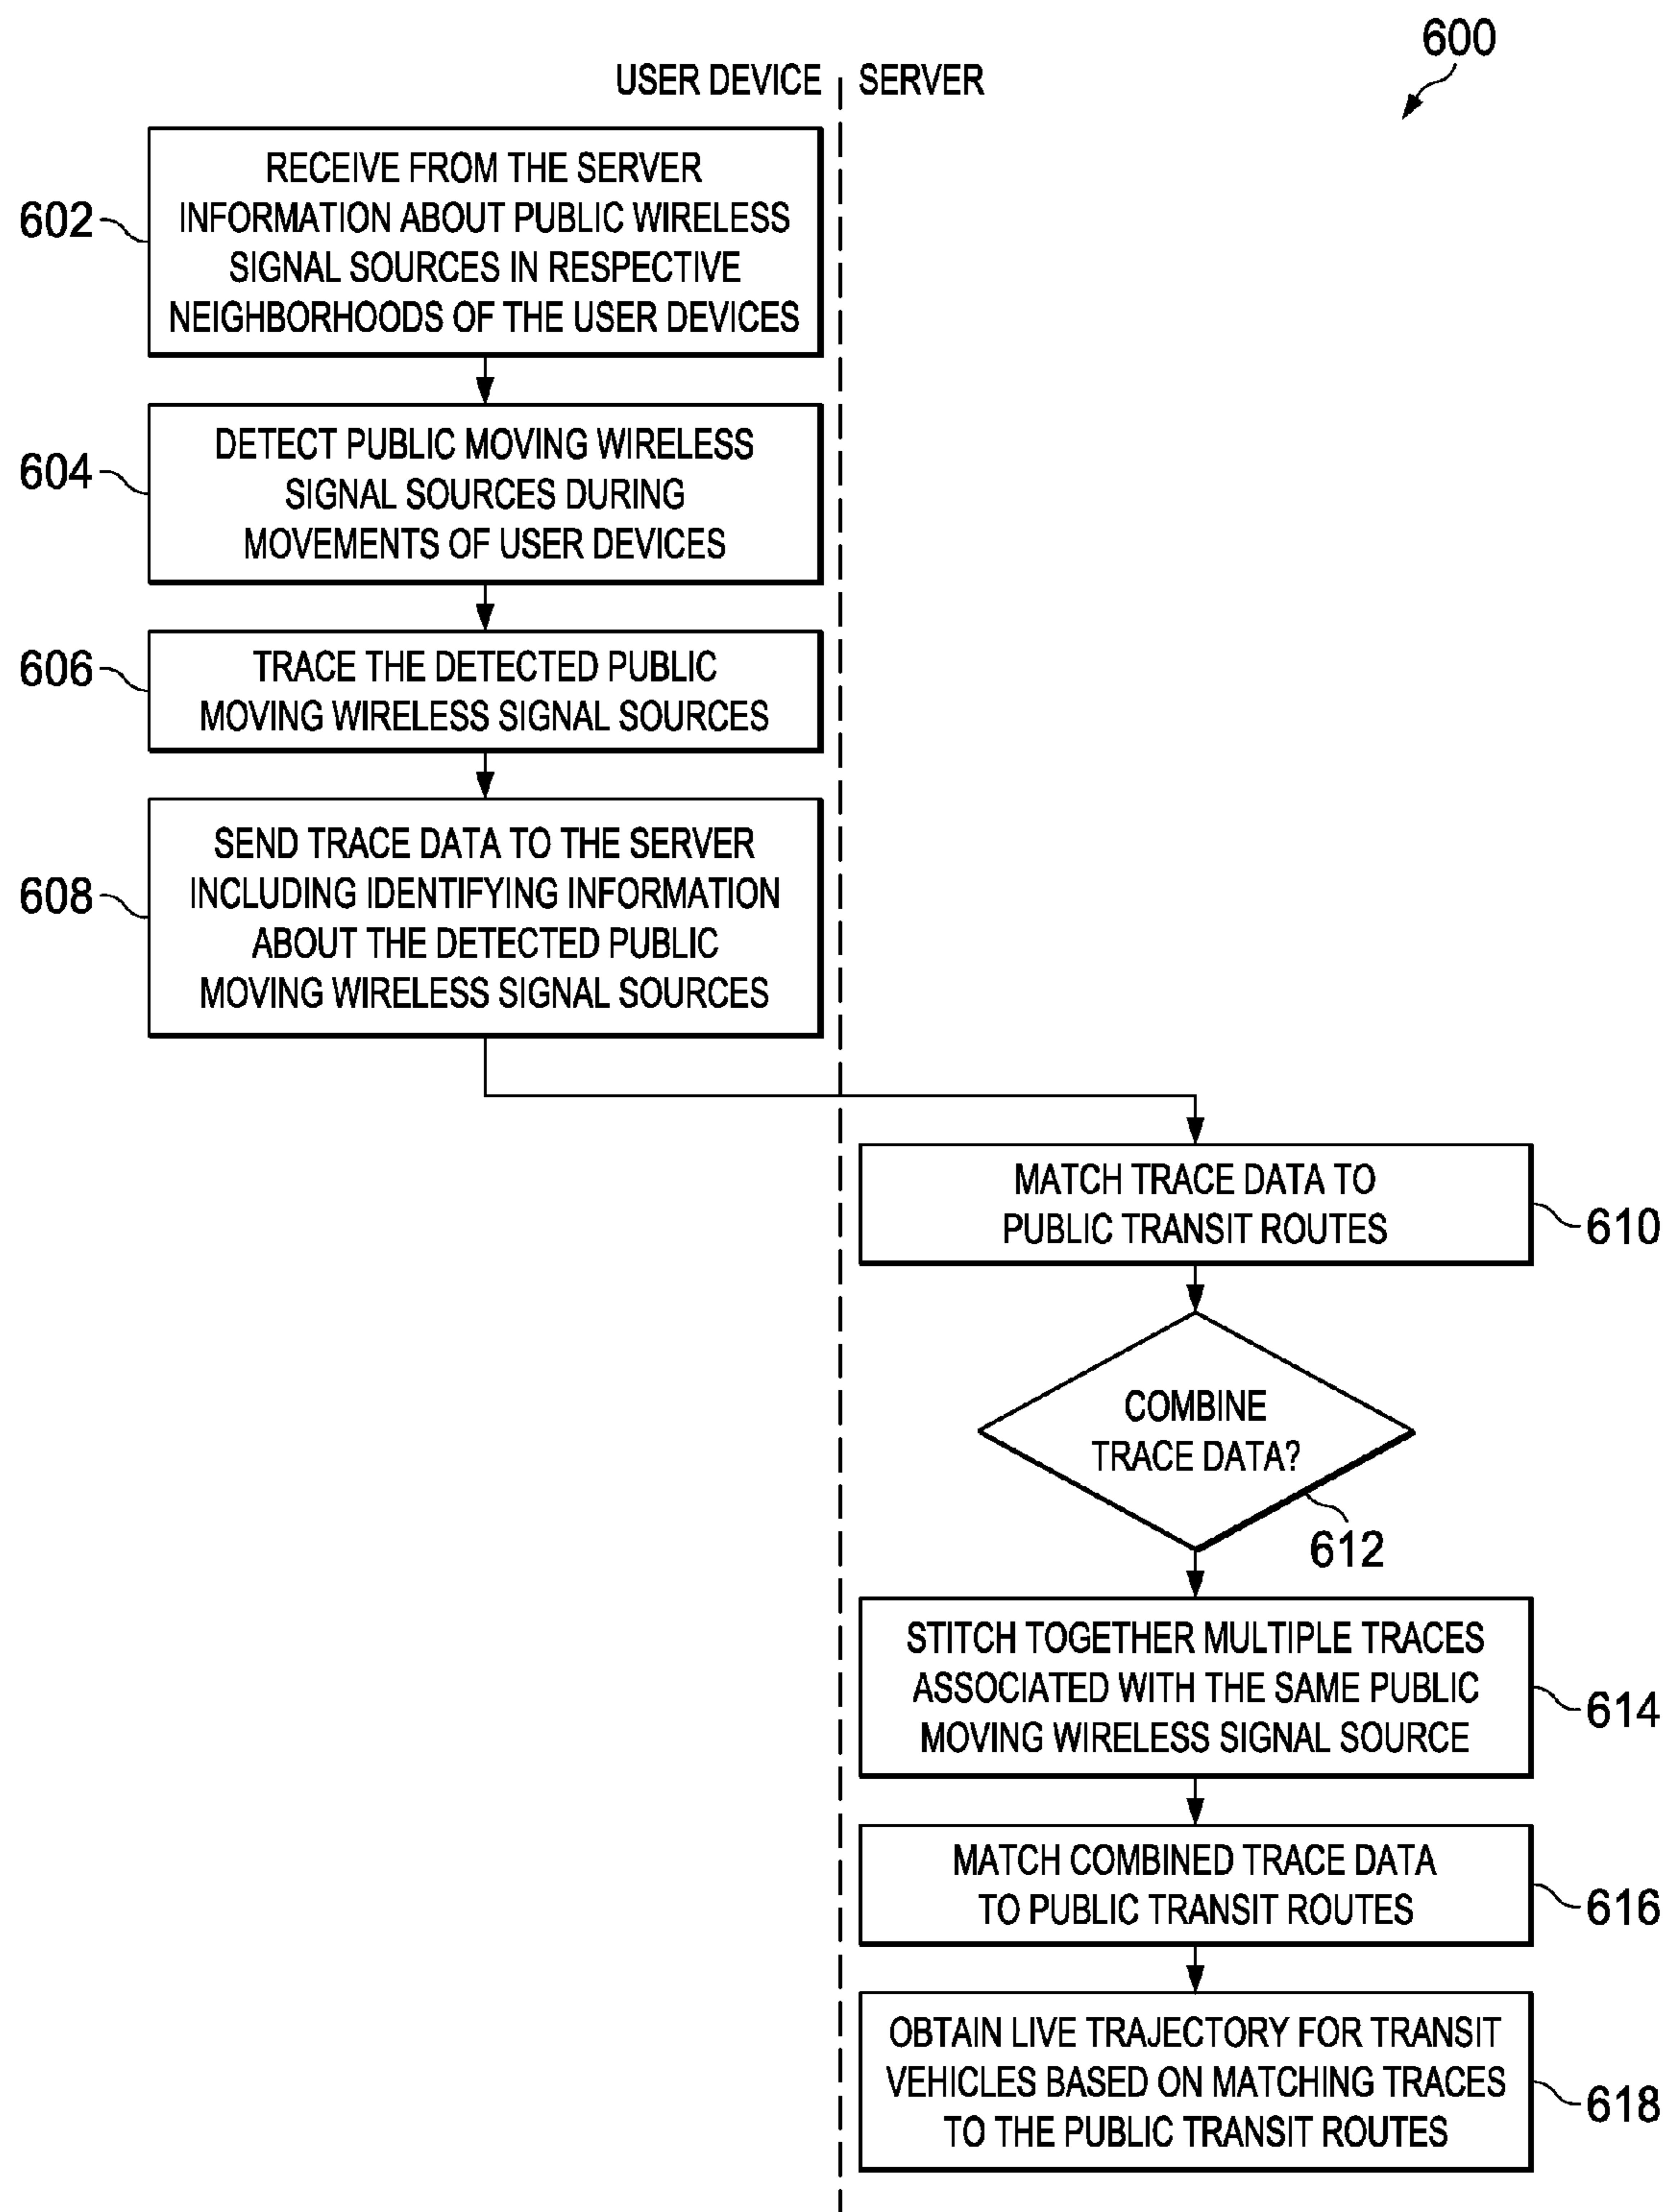 600
USER DEVICE
SERVER
RECEIVE FROM THE SERVER
INFORMATION ABOUT PUBLIC WIRELESS
SIGNAL SOURCES IN RESPECTIVE
NEIGHBORHOODS OF THE USER DEVICES
602
DETECT PUBLIC MOVING WIRELESS
SIGNAL SOURCES DURING
MOVEMENTS OF USER DEVICES
604
TRACE THE DETECTED PUBLIC
MOVING WIRELESS SIGNAL SOURCES
606
SEND TRACE DATA TO THE SERVER
INCLUDING IDENTIFYING INFORMATION
ABOUT THE DETECTED PUBLIC
MOVING WIRELESS SIGNAL SOURCES
608
MATCH TRACE DATA TO
PUBLIC TRANSIT ROUTES
610
COMBINE
TRACE DATA?
612
STITCH TOGETHER MULTIPLE TRACES
ASSOCIATED WITH THE SAME PUBLIC
MOVING WIRELESS SIGNAL SOURCE
614
MATCH COMBINED TRACE DATA
TO PUBLIC TRANSIT ROUTES
616
OBTAIN LIVE TRAJECTORY FOR TRANSIT
VEHICLES BASED ON MATCHING TRACES
TO THE PUBLIC TRANSIT ROUTES
618